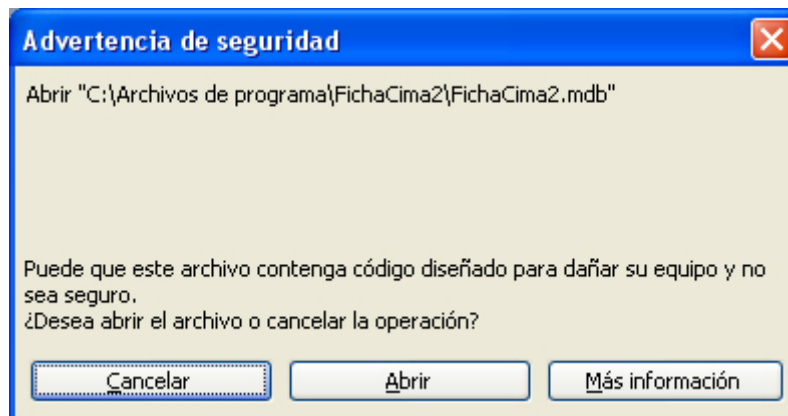 Advertencia de seguridad
Abrir "C:\Archivos de programa\FichaCima2\FichaCima2.mdb"
Puede que este archivo contenga código diseñado para dañar su equipo y no
sea seguro.
¿Desea abrir el archivo o cancelar la operación?
Cancelar Abrir Más información